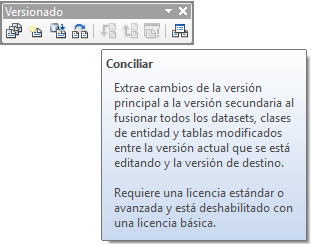 Versionado
Conciliar
Extrae cambios de la versión
principal a la versión secundaria al
fusionar todos los datasets, clases
de entidad y tablas modificados
entre la versión actual que se está
editando y la versión de destino.
Requiere una licencia estándar o
avanzada y está deshabilitado con
una licencia básica.